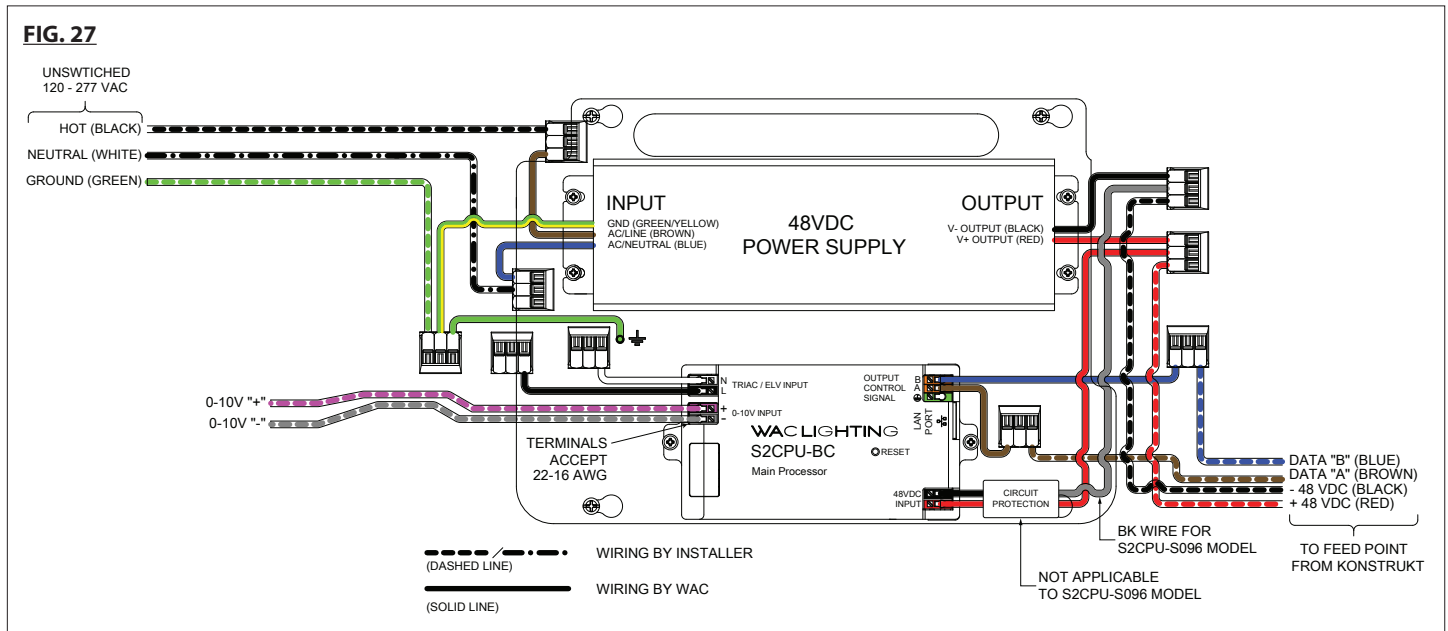 FIG. 27
UNSWTICHED
120 - 277 VAC
HOT (BLACK)
NEUTRAL (WHITE)
GROUND (GREEN)
INPUT
GND (GREEN/YELLOW)
AC/LINE (BROWN)
AC/NEUTRAL (BLUE)
48VDC
POWER SUPPLY
OUTPUT
V- OUTPUT (BLACK)
V+ OUTPUT (RED)
0-10V "+"
0-10V "-"
TERMINALS
ACCEPT
22-16 AWG
N
L
TRIAC / ELV INPUT
+
-
0-10V INPUT
WAC LIGHTING
S2CPU-BC
Main Processor
RESET
OUTPUT
CONTROL
SIGNAL
B
A
LAN
PORT
48VDC
INPUT
CIRCUIT
PROTECTION
DATA "B" (BLUE)
DATA "A" (BROWN)
- 48 VDC (BLACK)
+ 48 VDC (RED)
TO FEED POINT
FROM KONSTRUKT
BK WIRE FOR
S2CPU-S096 MODEL
NOT APPLICABLE
TO S2CPU-S096 MODEL
WIRING BY INSTALLER
(DASHED LINE)
WIRING BY WAC
(SOLID LINE)